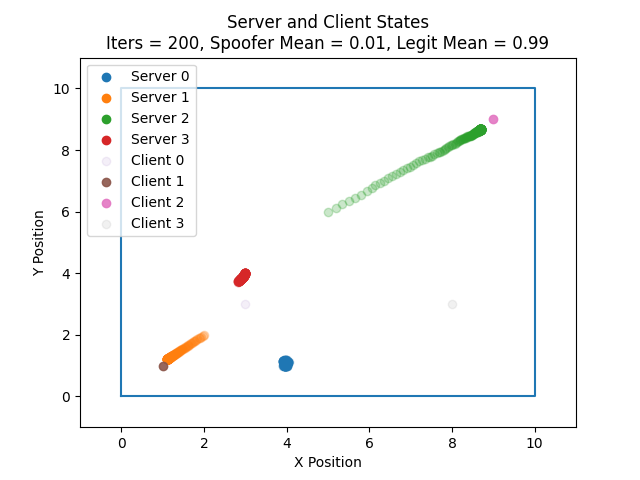 Server and Client States
Iters = 200, Spoofer Mean = 0.01, Legit Mean = 0.99
Server 0
Server 1
Server 2
Server 3
Client 0
Client 1
Client 2
Client 3
10
8
6
4
2
0
Y Position
0 2 4 6 8 10
X Position